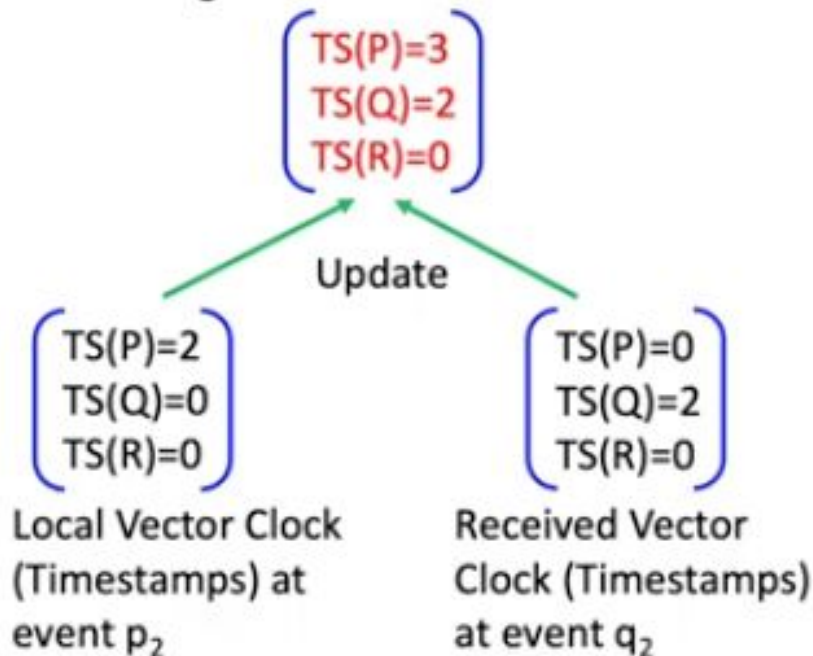 TS(P)=3
TS(Q)=2
TS(R)=0
Update
TS(P)=2
TS(Q)=0
TS(R)=0
TS(P)=0
TS(Q)=2
TS(R)=0
Local Vector Clock
(Timestamps) at
event p₂
Received Vector
Clock (Timestamps)
at event q₂